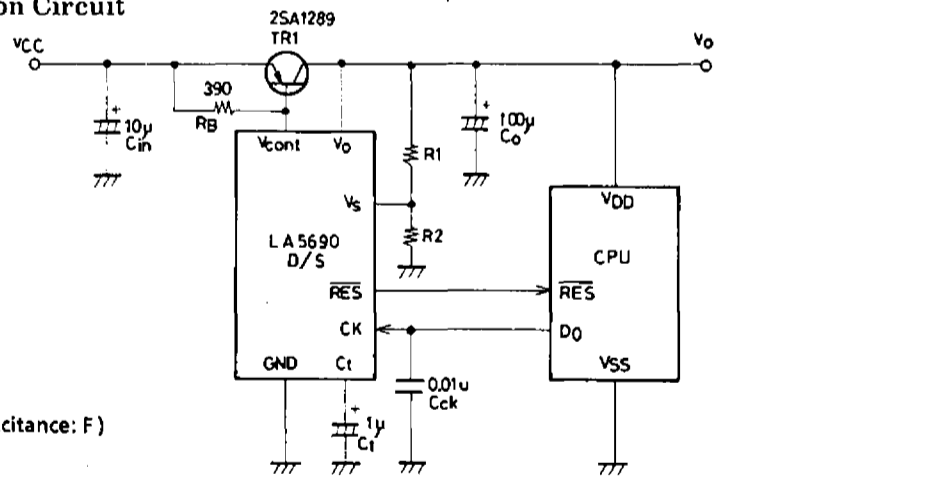 on Circuit
2SA1289
TR1
VCC
Vo
390
RB
+
10μ
Cin
Vcont
Vo
R1
+
100μ
Co
Vs
R2
VDD
LA5690
D/S
CPU
RES
RES
CK
Do
GND
Ct
VSS
0.01u
Cck
+
1μ
Ct
citance: F)